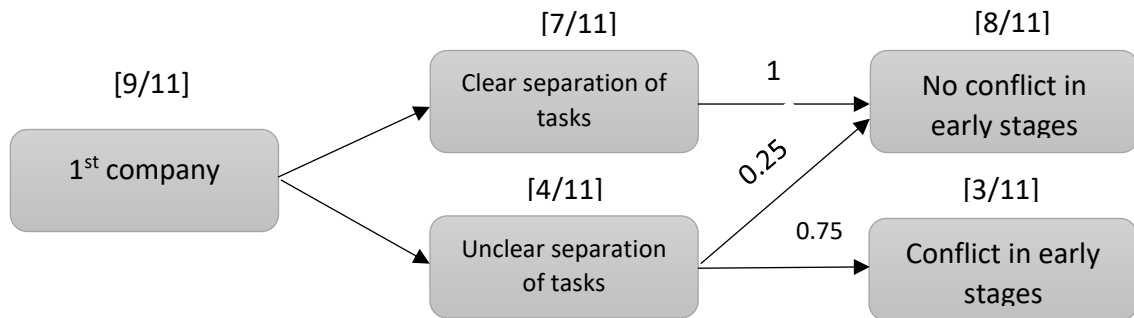 [9/11]
1st company
[7/11]
Clear separation of
tasks
[4/11]
Unclear separation
of tasks
1
0.25
0.75
[8/11]
No conflict in
early stages
[3/11]
Conflict in early
stages